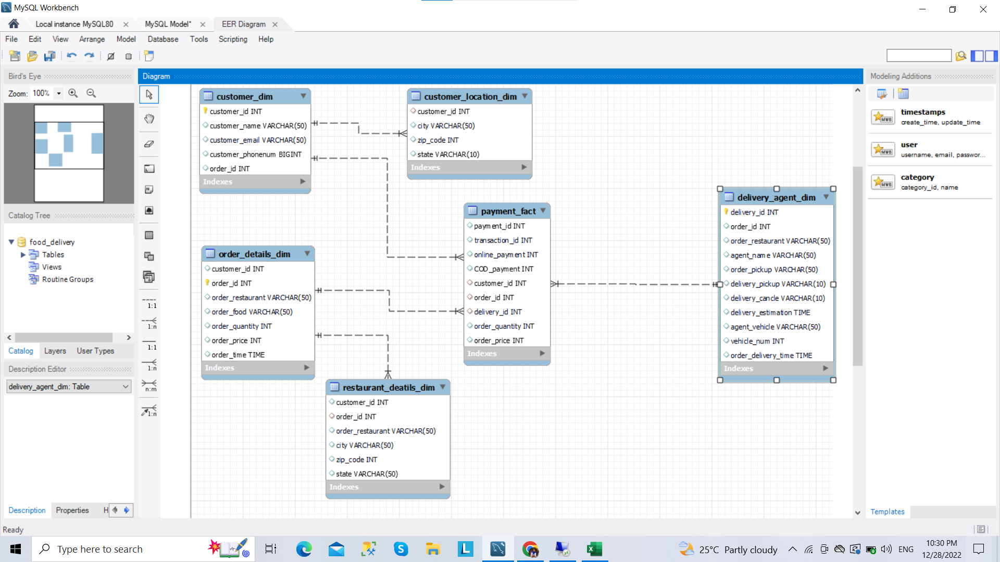 MySQL Workbench
Local instance MySQL80
MySQL Model*
EER Diagram
File Edit View Arrange Model Database Tools Scripting Help
Bird's Eye
Zoom: 100%
Catalog Tree
food_delivery
Tables
Views
Routine Groups
Catalog Layers User Types
Description Editor
delivery_agent_dim: Table
Description Properties H
Ready
1:1
1:n
1:1
1:n
n:m
1:n
Diagram
customer_dim
customer_id INT
customer_name VARCHAR(50)
customer_email VARCHAR(50)
customer_phonenum BIGINT
order_id INT
Indexes
customer_location_dim
customer_id INT
city VARCHAR(50)
zip_code INT
state VARCHAR(10)
Indexes
payment_fact
payment_id INT
transaction_id INT
online_payment INT
COD_payment INT
customer_id INT
order_id INT
delivery_id INT
order_quantity INT
order_price INT
Indexes
order_details_dim
customer_id INT
order_id INT
order_restaurant VARCHAR(50)
order_food VARCHAR(50)
order_quantity INT
order_price INT
order_time TIME
Indexes
restaurant_deatils_dim
customer_id INT
order_id INT
order_restaurant VARCHAR(50)
city VARCHAR(50)
zip_code INT
state VARCHAR(50)
Indexes
delivery_agent_dim
delivery_id INT
order_id INT
order_restaurant VARCHAR(50)
agent_name VARCHAR(50)
order_pickup VARCHAR(50)
delivery_pickup VARCHAR(10)
delivery_cancle VARCHAR(10)
delivery_estimation TIME
agent_vehicle VARCHAR(50)
vehicle_num INT
order_delivery_time TIME
Indexes
Modeling Additions
MWB
timestamps
create_time, update_time
MWB
user
username, email, passwor...
MWB
category
category_id, name
Templates
Type here to search
25°C Partly cloudy
ENG
10:30 PM
12/28/2022